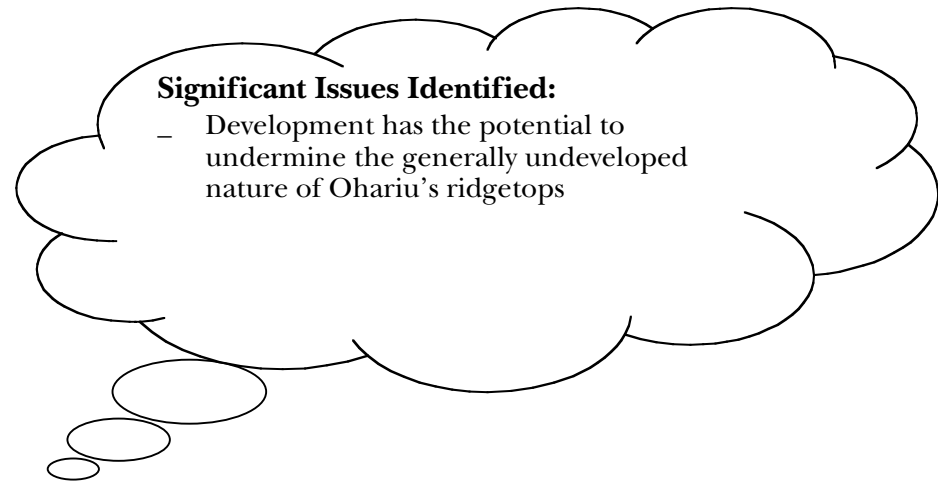 Significant Issues Identified:
_ Development has the potential to
undermine the generally undeveloped
nature of Ohariu’s ridgetops